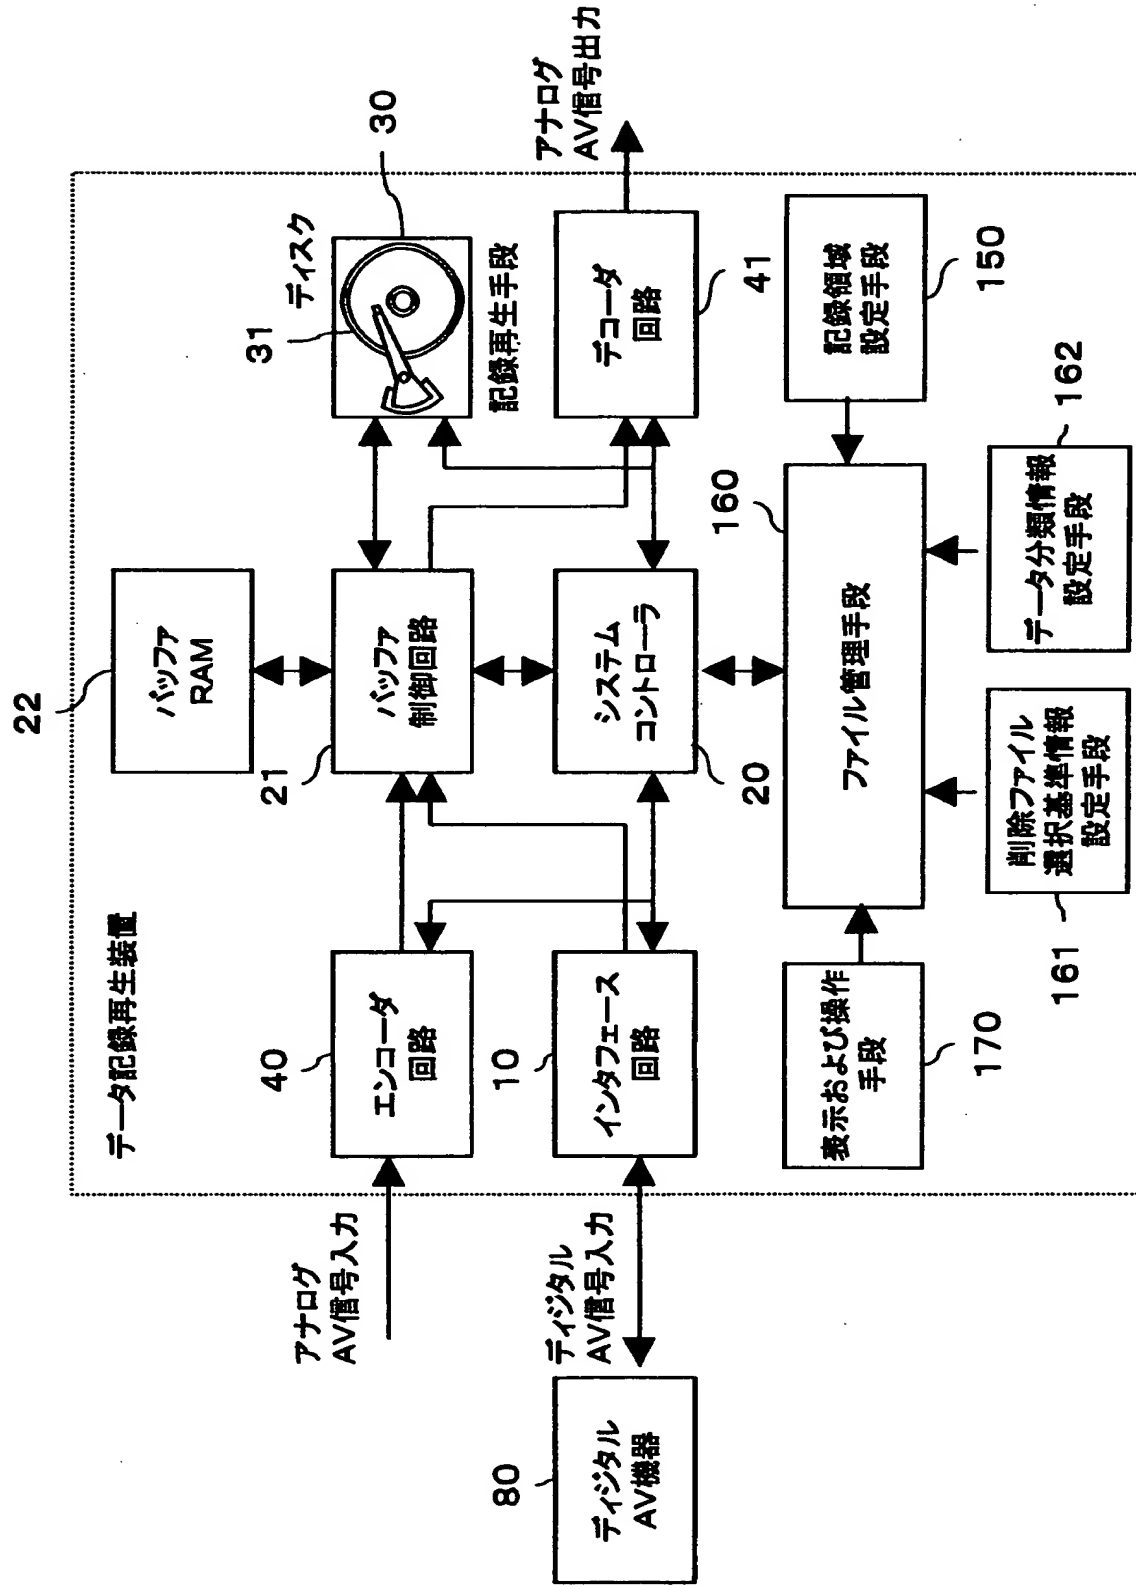 データ記録再生装置
22
バッファ
RAM
アナログ
AV信号入力
40
エンコーダ
回路
21
バッファ
制御回路
31
ディスク
30
記録再生手段
ディジタル
AV信号入力
80
ディジタル
AV機器
10
インタフェース
回路
20
システム
コントローラ
デコーダ
回路
41
アナログ
AV信号出力
表示および操作
手段
170
ファイル管理手段
160
記録領域
設定手段
150
削除ファイル
選択基準情報
設定手段
161
データ分類情報
設定手段
162